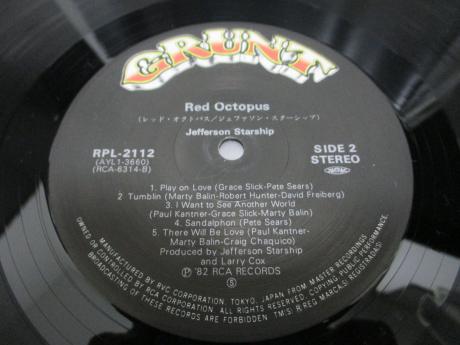 GRUNT
Red Octopus
(レッド・オクトパス/ジェファソン・スターシップ)
Jefferson Starship
RPL-2112
(AYL1-3660)
(RCA-6314-B)
SIDE 2
STEREO
1. Play on Love (Grace Slick-Pete Sears)
2 Tumblin (Marty Balin-Robert Hunter-David Freiberg)
3. I Want to See Another World
(Paul Kantner-Grace Slick-Marty Balin)
4. Sandalphon (Pete Sears)
5. There Will Be Love (Paul Kantner-
Marty Balin-Craig Chaquico)
Produced by Jefferson Starship
and Larry Cox
Ⓟ '82 RCA RECORDS
Ⓢ
MANUFACTURED BY RVC CORPORATION, TOKYO, JAPAN FROM MASTER RECORDINGS
OWNED OR CONTROLLED BY RCA CORPORATION. ALL RIGHTS RESERVED. COPYING, PUBLIC PERFORMANCE,
BROADCASTING OF THESE RECORDS ARE FORBIDDEN. TM(S) ® REG MARCA(S) REGISTRADA(S)